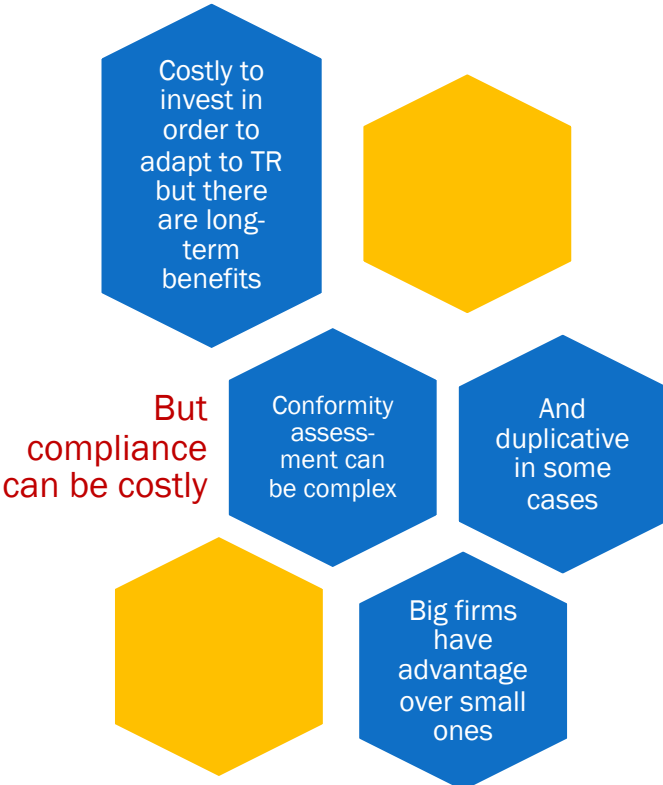 Costly to
invest in
order to
adapt to TR
but there
are long-
term
benefits
But
compliance
can be costly
Conformity
assess-
ment can
be complex
And
duplicative
in some
cases
Big firms
have
advantage
over small
ones